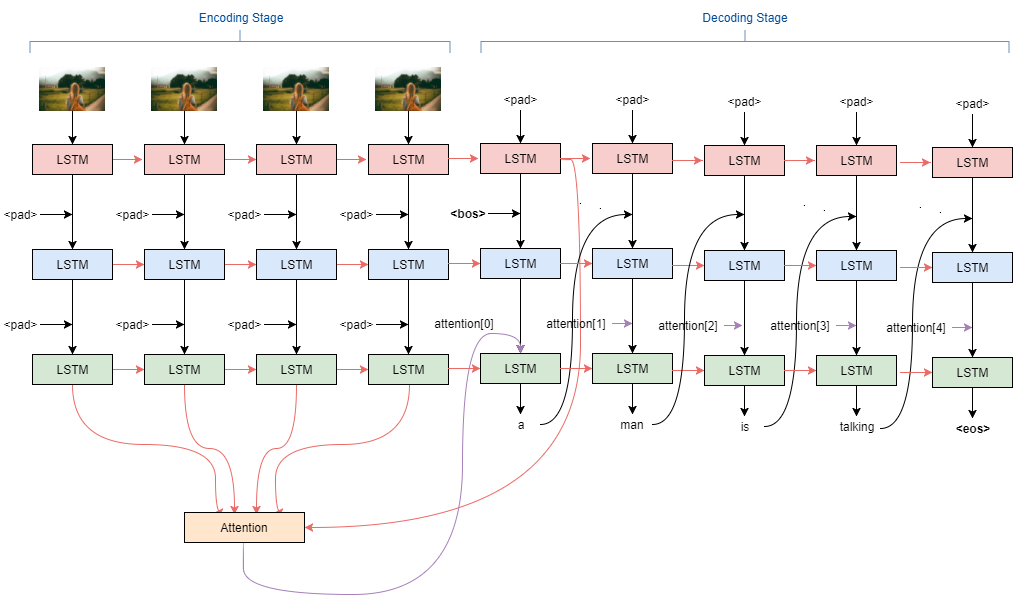 Encoding Stage
Decoding Stage
<pad> <pad> <pad> <pad> <pad>
LSTM LSTM LSTM LSTM LSTM LSTM LSTM LSTM LSTM
<pad> <pad> <pad> <pad> <bos>
LSTM LSTM LSTM LSTM LSTM LSTM LSTM LSTM LSTM
<pad> <pad> <pad> <pad> attention[0] attention[1] attention[2] attention[3] attention[4]
LSTM LSTM LSTM LSTM LSTM LSTM LSTM LSTM LSTM
a man is talking <eos>
Attention